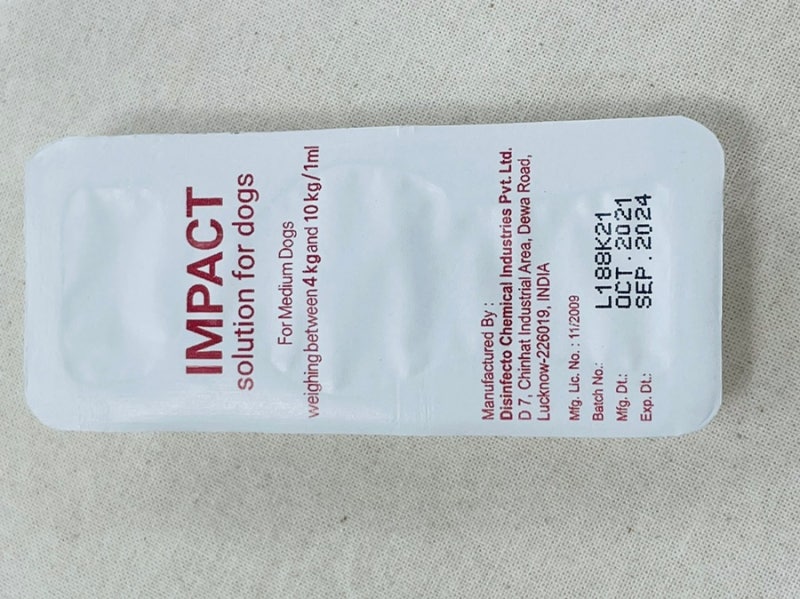 IMPACT
solution for dogs
For Medium Dogs
weighing between 4 kg and 10 kg/1ml
Manufactured By :
Disinfecto Chemical Industries Pvt. Ltd.
D 7, Chinhat Industrial Area, Dewa Road,
Lucknow-226019, INDIA
Mfg. Lic. No. : 11/2009
Batch No.: L188K21
Mfg. Dt.: OCT . 2021
Exp. Dt.: SEP . 2024